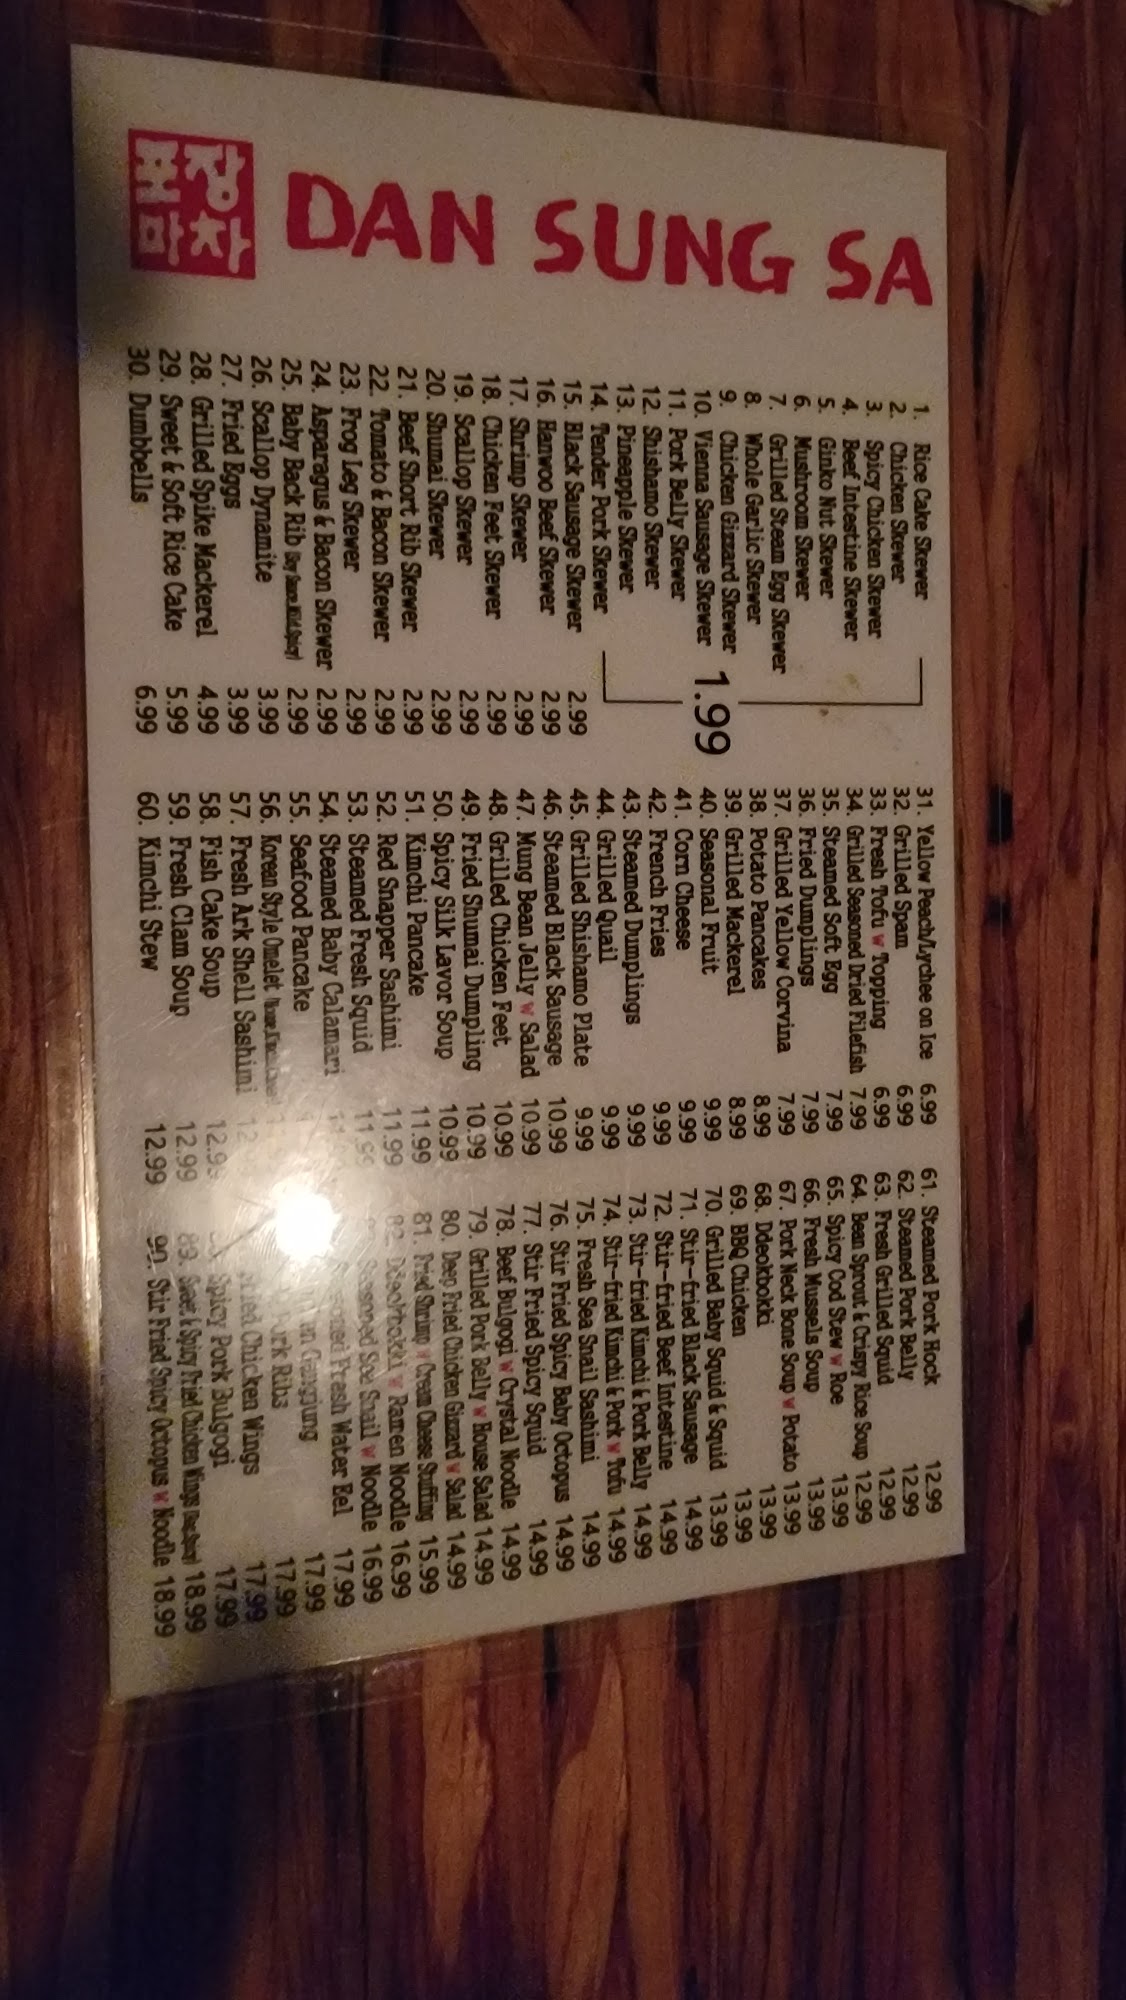 DAN SUNG SA
1. Rice Cake Skewer
2. Chicken Skewer
3. Spicy Chicken Skewer
4. Beef Intestine Skewer
5. Ginko Nut Skewer
6. Mushroom Skewer
7. Grilled Steam Egg Skewer
8. Whole Garlic Skewer
9. Chicken Gizzard Skewer
10. Vienna Sausage Skewer
1.99
11. Pork Belly Skewer
12. Shishamo Skewer
13. Pineapple Skewer
14. Tender Pork Skewer
15. Black Sausage Skewer 2.99
16. Hanwoo Beef Skewer 2.99
17. Shrimp Skewer 2.99
18. Chicken Feet Skewer 2.99
19. Scallop Skewer 2.99
20. Shumai Skewer 2.99
21. Beef Short Rib Skewer 2.99
22. Tomato & Bacon Skewer 2.99
23. Frog Leg Skewer 2.99
24. Asparagus & Bacon Skewer 2.99
25. Baby Back Rib 2.99
26. Scallop Dynamite 3.99
27. Fried Eggs 3.99
28. Grilled Spike Mackerel 4.99
29. Sweet & Soft Rice Cake 5.99
30. Dumbbells 6.99
31. Yellow Peach/Lychee on Ice 6.99
32. Grilled Spam 6.99
33. Fresh Tofu w Topping 6.99
34. Grilled Seasoned Dried Filefish 7.99
35. Steamed Soft Egg 7.99
36. Fried Dumplings 7.99
37. Grilled Yellow Corvina 7.99
38. Potato Pancakes 8.99
39. Grilled Mackerel 8.99
40. Seasonal Fruit 9.99
41. Corn Cheese 9.99
42. French Fries 9.99
43. Steamed Dumplings 9.99
44. Grilled Quail 9.99
45. Grilled Shishamo Plate 9.99
46. Steamed Black Sausage 10.99
47. Mung Bean Jelly w Salad 10.99
48. Grilled Chicken Feet 10.99
49. Fried Shumai Dumpling 10.99
50. Spicy Silk Lavor Soup 10.99
51. Kimchi Pancake 11.99
52. Red Snapper Sashimi 11.99
53. Steamed Fresh Squid 11.99
54. Steamed Baby Calamari
55. Seafood Pancake
56. Korean Style Omelet
57. Fresh Ark Shell Sashimi
58. Fish Cake Soup 12.99
59. Fresh Clam Soup 12.99
60. Kimchi Stew 12.99
61. Steamed Pork Hock 12.99
62. Steamed Pork Belly 12.99
63. Fresh Grilled Squid 12.99
64. Bean Sprout & Crispy Rice Soup 12.99
65. Spicy Cod Stew w Roe 13.99
66. Fresh Mussels Soup 13.99
67. Pork Neck Bone Soup w Potato 13.99
68. Ddeokbokki 13.99
69. BBQ Chicken 13.99
70. Grilled Baby Squid & Squid 13.99
71. Stir-fried Black Sausage 14.99
72. Stir-fried Beef Intestine 14.99
73. Stir-fried Kimchi & Pork Belly 14.99
74. Stir-fried Kimchi & Pork w Tofu 14.99
75. Fresh Sea Snail Sashimi 14.99
76. Stir Fried Spicy Baby Octopus 14.99
77. Stir Fried Spicy Squid 14.99
78. Beef Bulgogi w Crystal Noodle 14.99
79. Grilled Pork Belly w House Salad 14.99
80. Deep Fried Chicken Gizzard w Salad 14.99
81. Fried Shrimp w Cream Cheese Stuffing 15.99
82. w Ramen Noodle 16.99
Snail w Noodle 16.99
Fresh Water Eel 17.99
Gangjung 17.99
Pork Ribs 17.99
Fried Chicken Wings 17.99
Spicy Pork Bulgogi 17.99
89. Sweet & Spicy Fried Chicken Wings 18.99
90. Stir Fried Spicy Octopus w Noodle 18.99